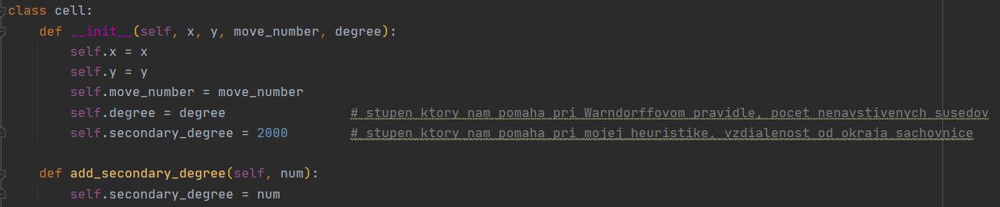 class cell:
def __init__(self, x, y, move_number, degree):
self.x = x
self.y = y
self.move_number = move_number
self.degree = degree # stupen ktory nam pomaha pri Warndorffovom pravidle, pocet nenavstivenych susedov
self.secondary_degree = 2000 # stupen ktory nam pomaha pri mojej heuristike, vzdialenost od okraja sachovnice
def add_secondary_degree(self, num):
self.secondary_degree = num